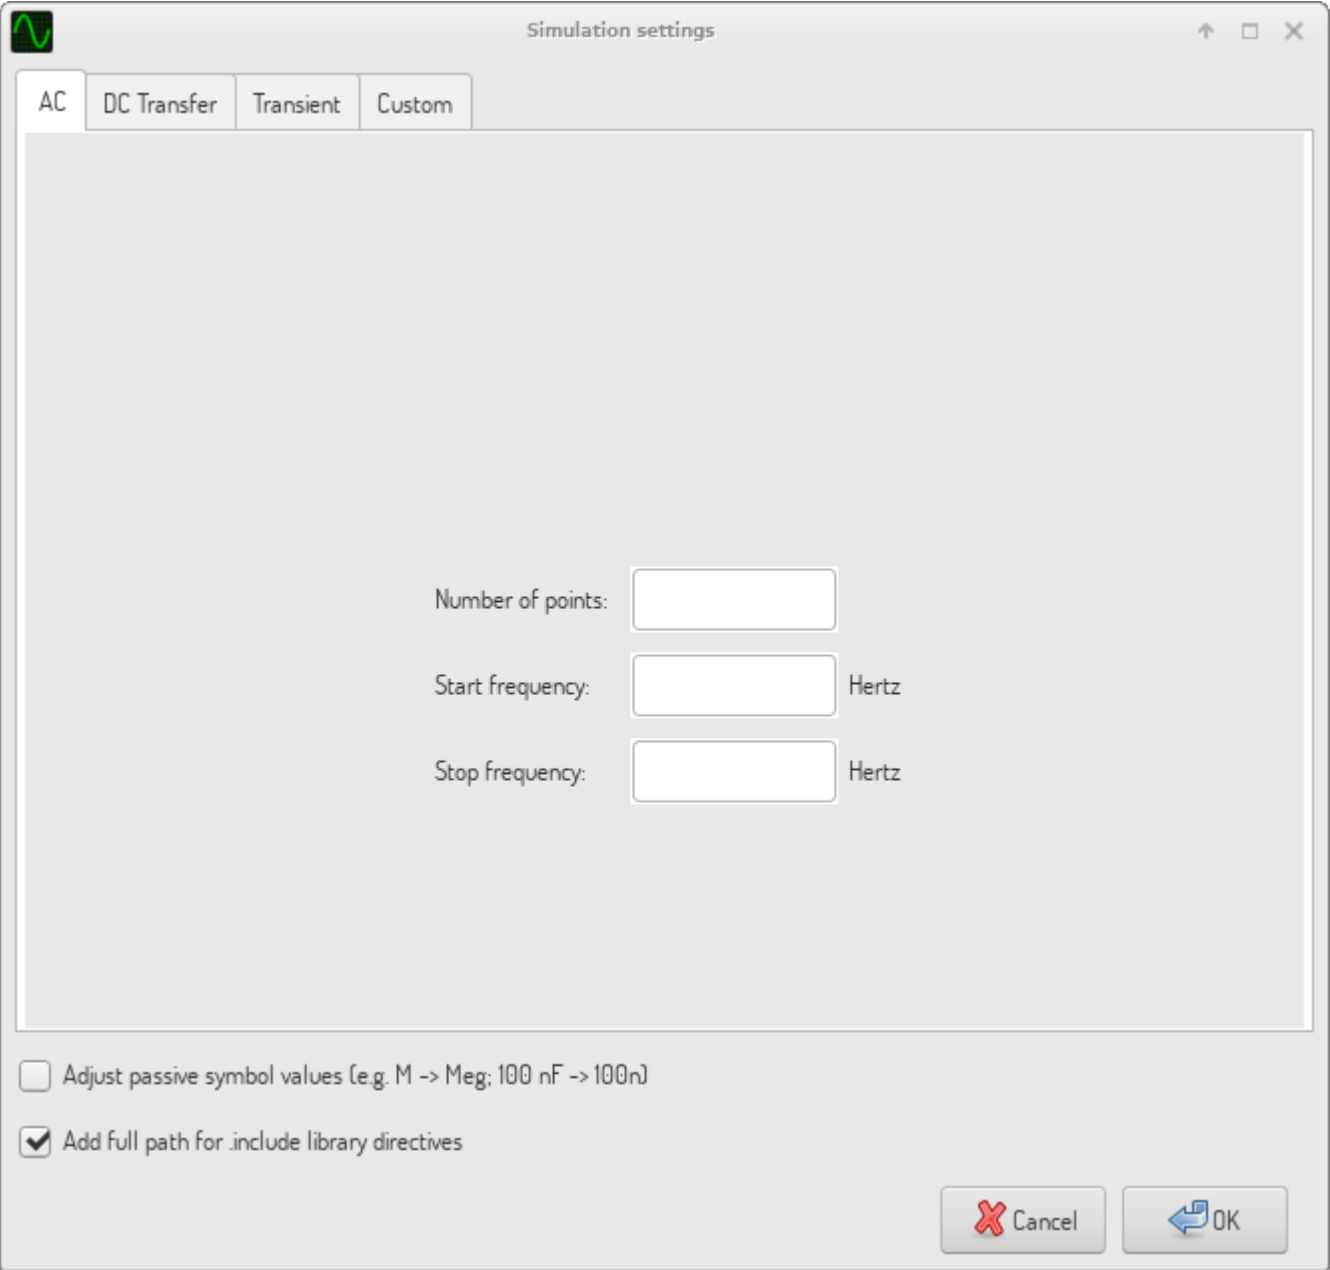 Simulation settings
AC DC Transfer Transient Custom
Number of points:
Start frequency: Hertz
Stop frequency: Hertz
Adjust passive symbol values (e.g. M -> Meg; 100 nF -> 100n)
Add full path for .include library directives
Cancel OK